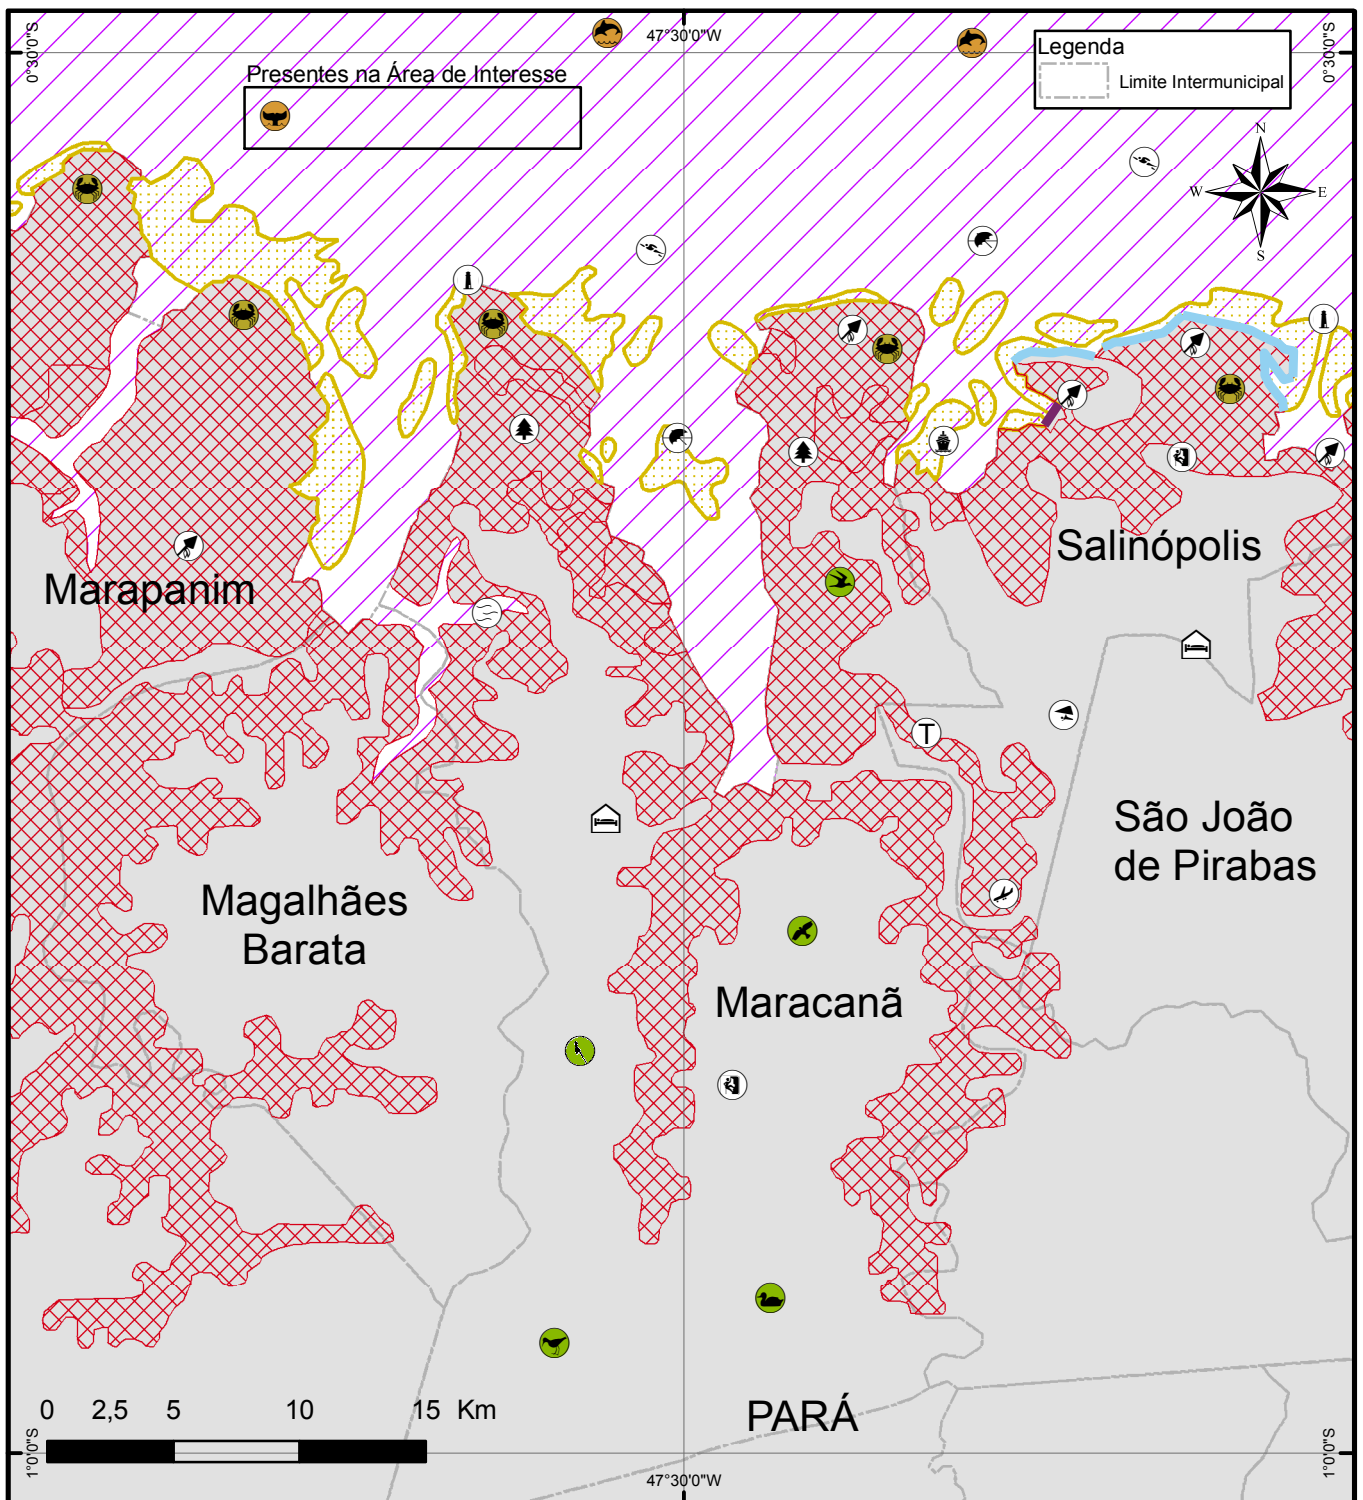 47°30'0"W
0°30'0"S
0°30'0"S
Presentes na Área de Interesse
Legenda
Limite Intermunicipal
N
W
E
S
Salinópolis
Marapanim
T
São João
de Pirabas
Magalhães
Barata
Maracanã
PARÁ
0 2,5 5 10 15 Km
1°0'0"S
1°0'0"S
47°30'0"W